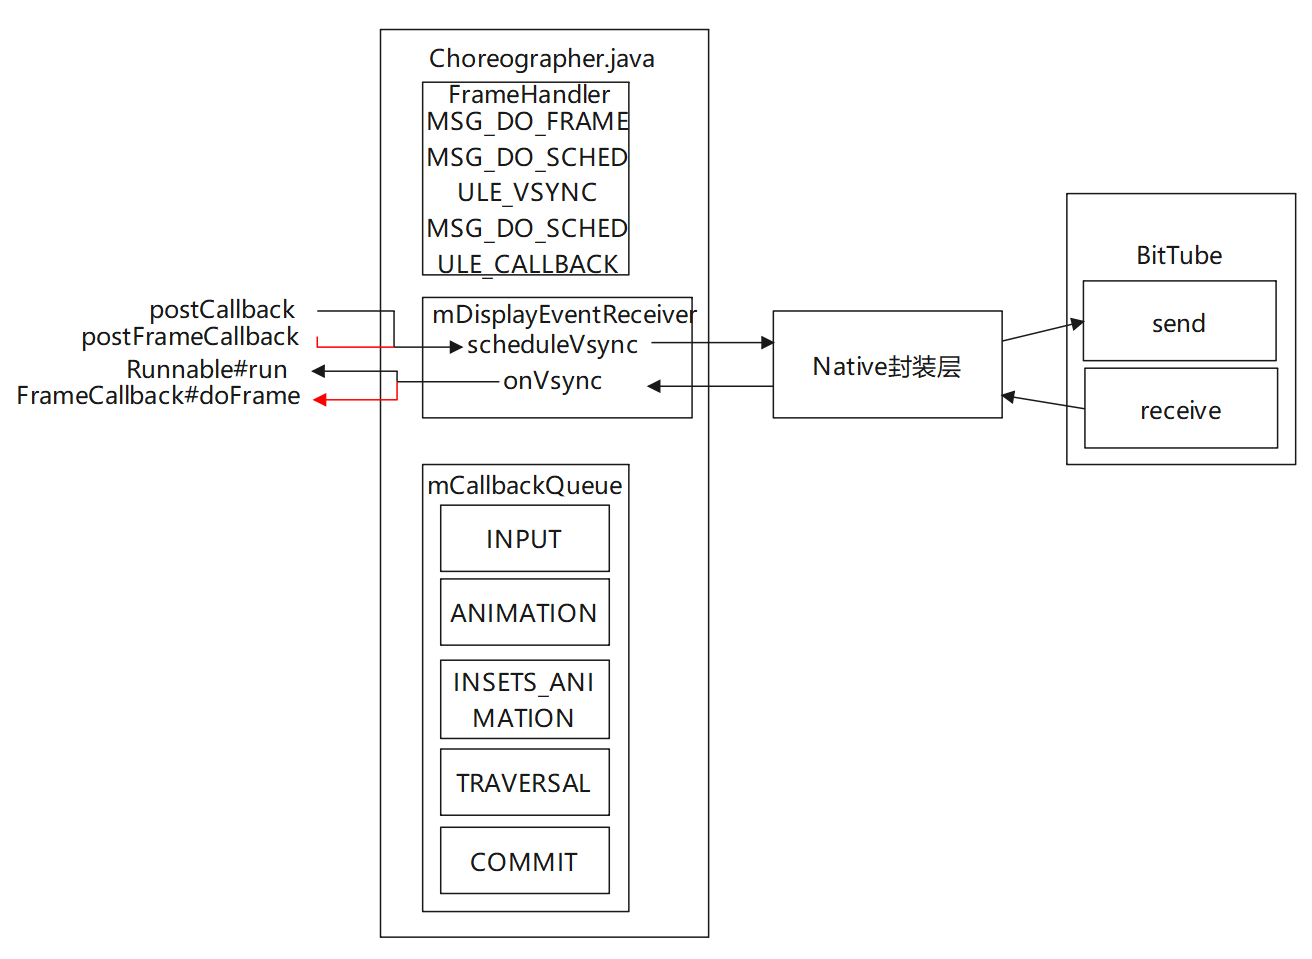 Choreographer.java
FrameHandler
MSG_DO_FRAME
MSG_DO_SCHED
ULE_VSYNC
MSG_DO_SCHED
ULE_CALLBACK
postCallback
postFrameCallback
Runnable#run
FrameCallback#doFrame
mDisplayEventReceiver
scheduleVsync
onVsync
Native封装层
BitTube
send
receive
mCallbackQueue
INPUT
ANIMATION
INSETS_ANI
MATION
TRAVERSAL
COMMIT